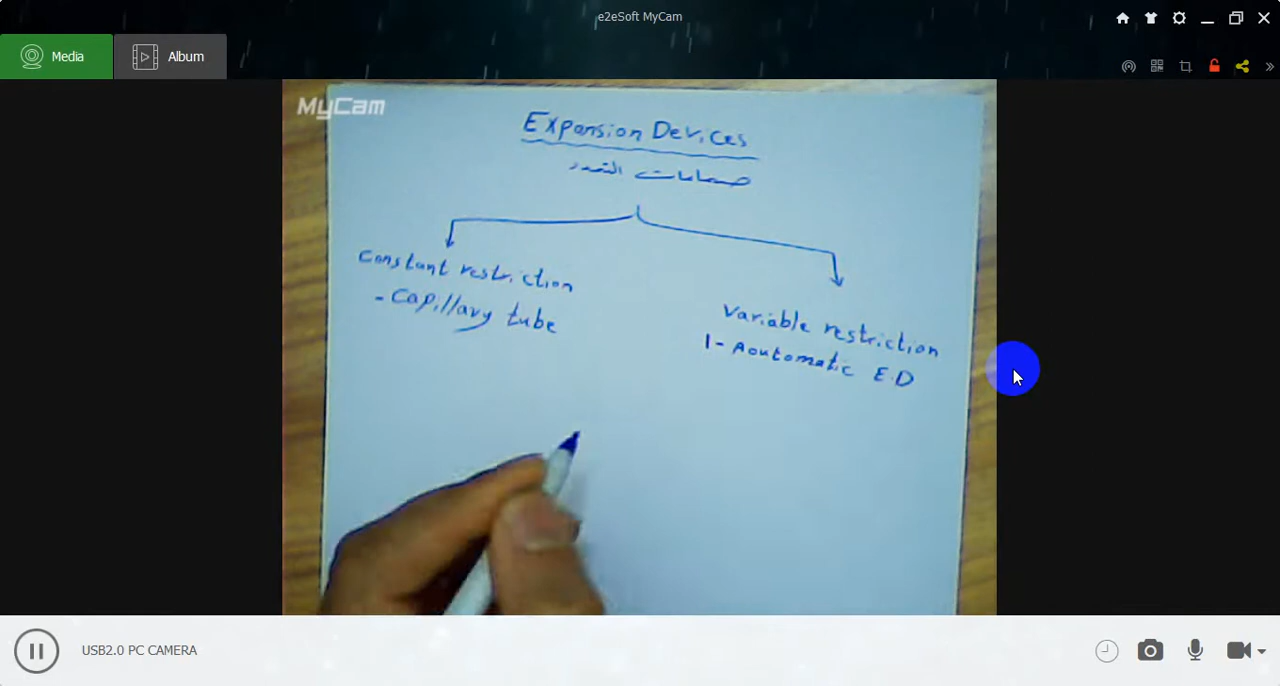 e2eSoft MyCam
Media
Album
MyCam
Expansion Devices
صمامات التمدد
Constant restriction
- Capillary tube
Variable restriction
1- Aoutomatic E.D
USB2.0 PC CAMERA